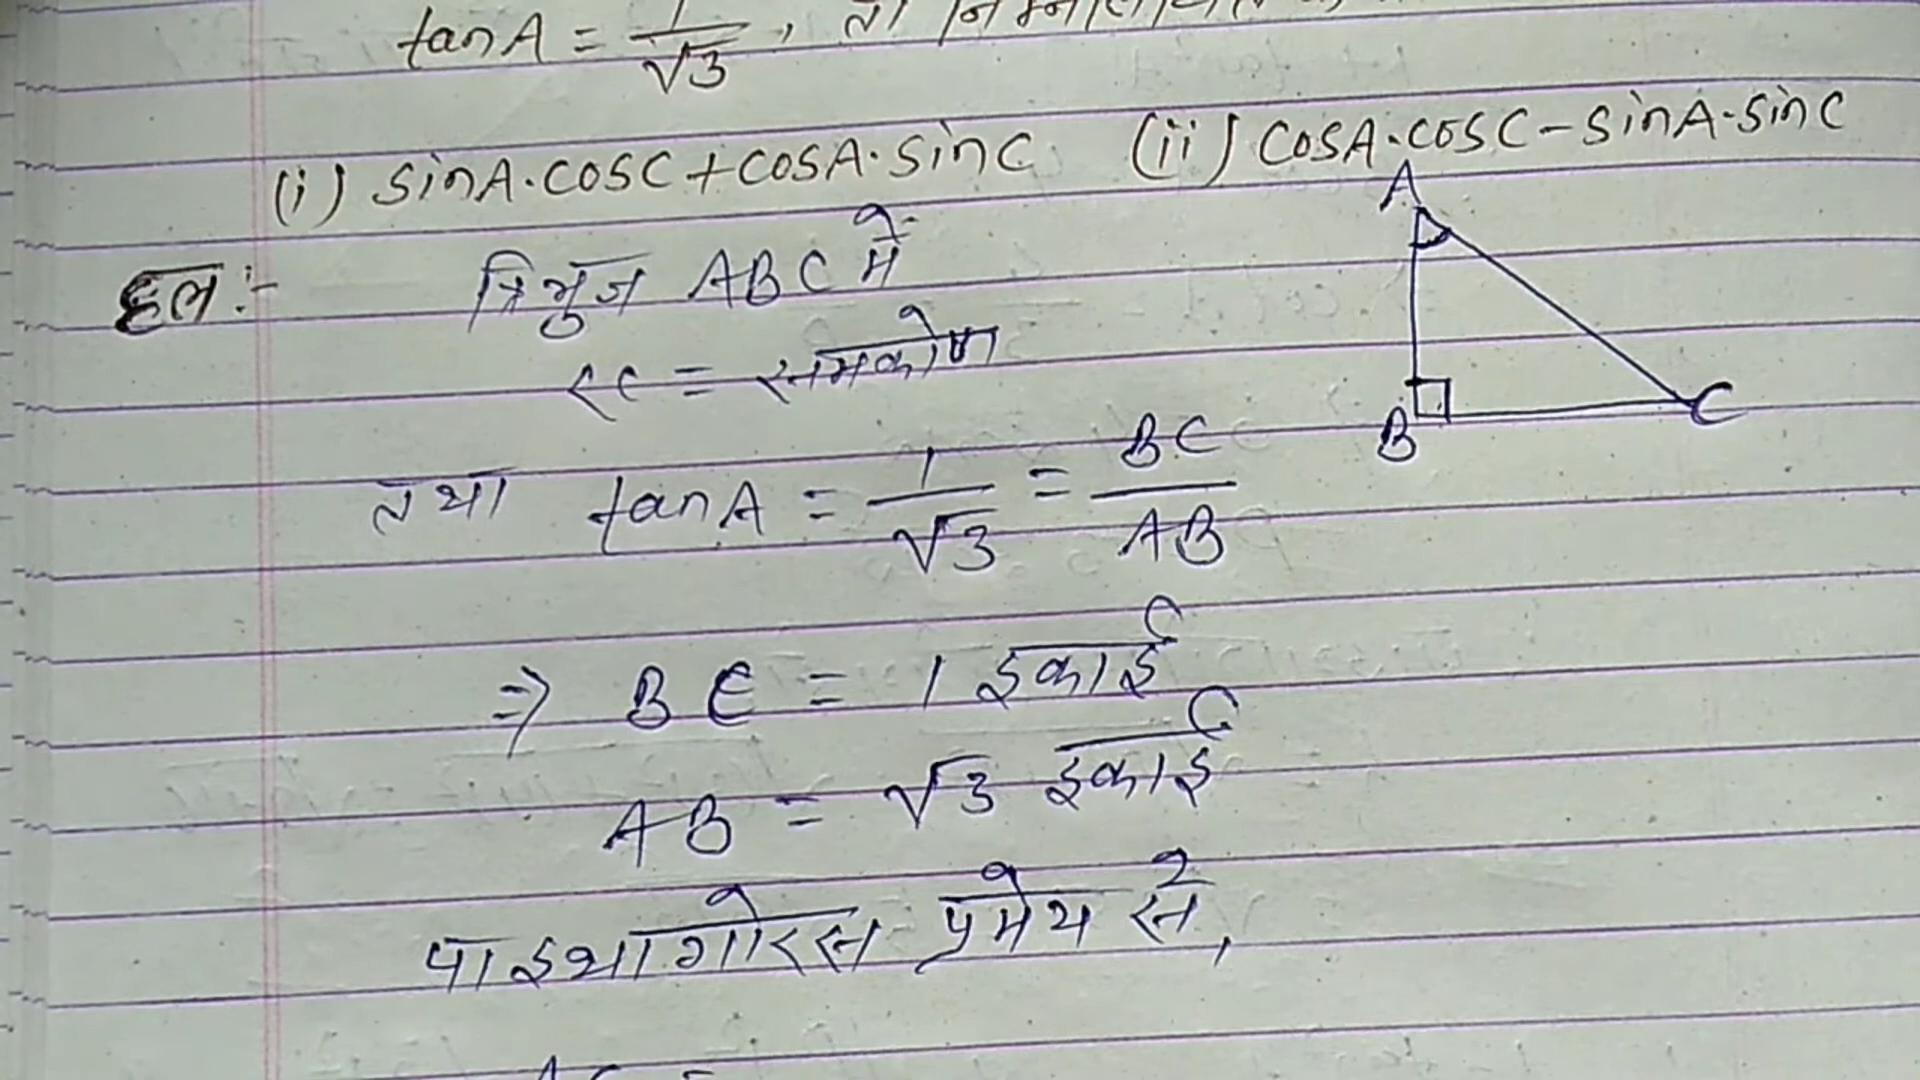 tanA = 1/√3, तो
(i) sinA·cosC+cosA·sinC (ii) cosA·cosC-sinA·sinC
हल:- त्रिभुज ABC में
∠C = समकोण
तथा tanA = 1/√3 = BC/AB
⇒ BC = 1 इकाई
AB = √3 इकाई
पाइथागोरस प्रमेय से,
A
B
C